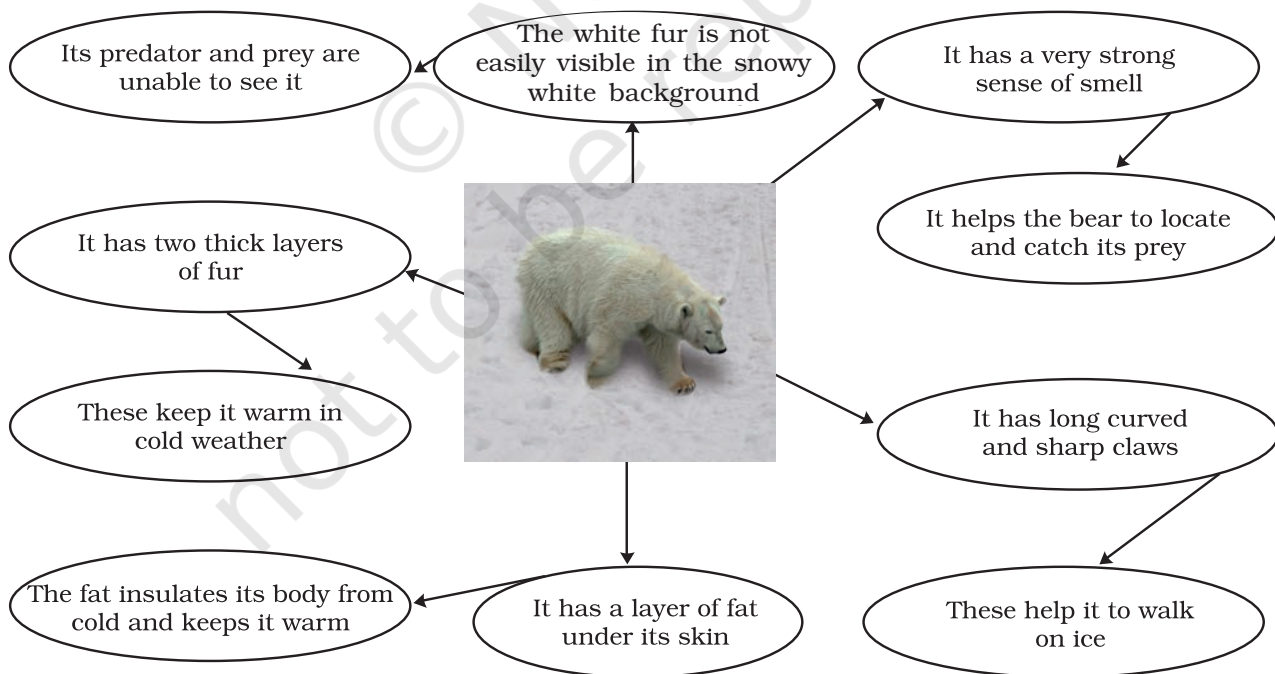 Its predator and prey are
unable to see it
The white fur is not
easily visible in the snowy
white background
It has a very strong
sense of smell
It helps the bear to locate
and catch its prey
It has two thick layers
of fur
These keep it warm in
cold weather
It has long curved
and sharp claws
The fat insulates its body from
cold and keeps it warm
It has a layer of fat
under its skin
These help it to walk
on ice
© N
not to be rep